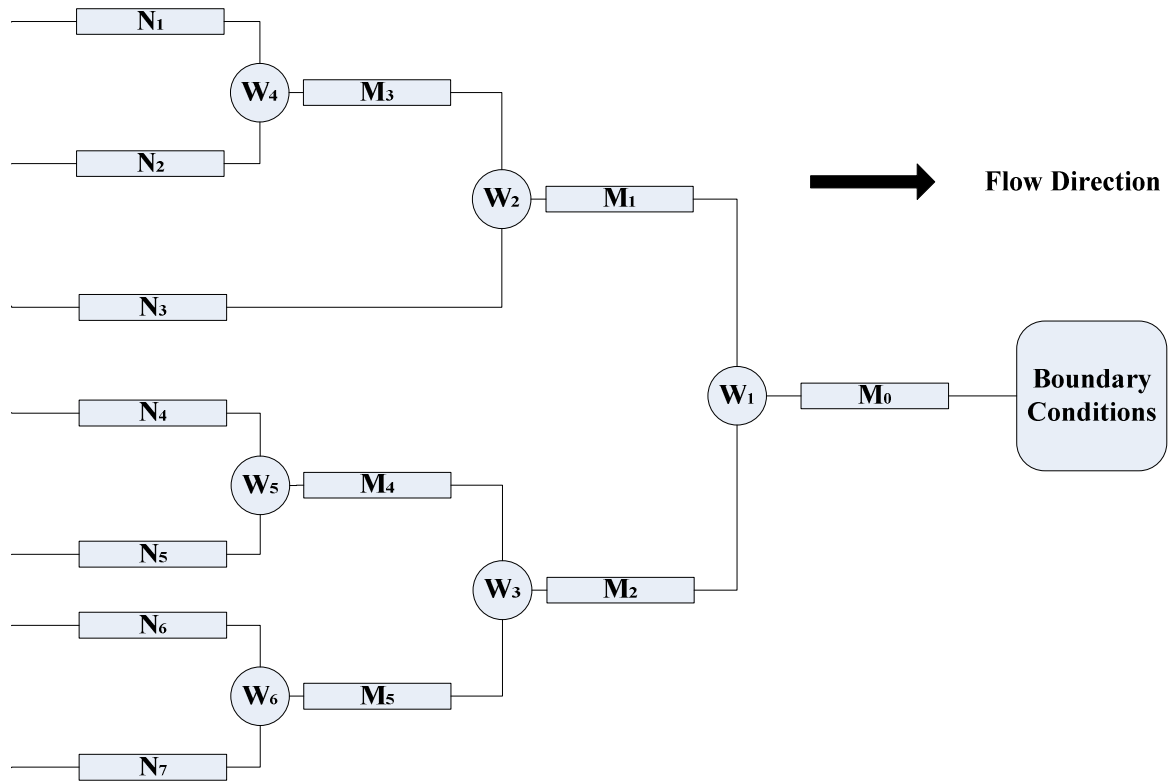 N₁
W₄
M₃
N₂
W₂
M₁
Flow Direction
N₃
W₁
M₀
Boundary
Conditions
N₄
W₅
M₄
N₅
W₃
M₂
N₆
W₆
M₅
N₇